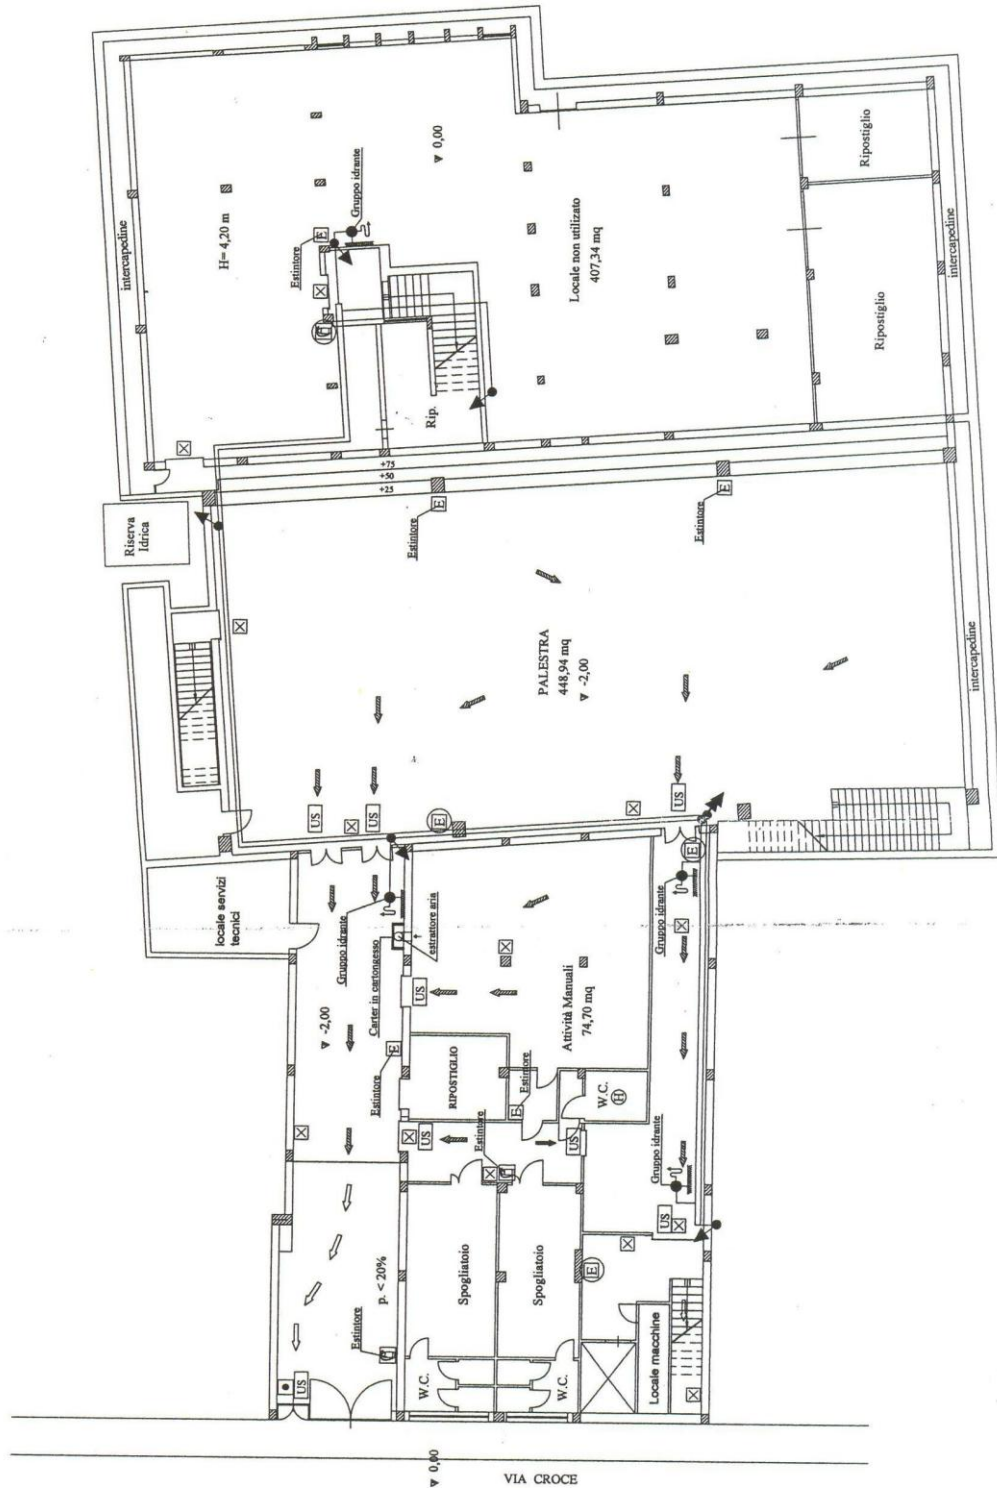 intercapedine
H= 4,20 m
▼ 0,00
Estintore
E
Gruppo idrante
E
Rip.
Locale non utilizato
407,34 mq
Ripostiglio
Ripostiglio
intercapedine
+75
+50
+25
Riserva
Idrica
Estintore
E
Estintore
E
PALESTRA
448,94 mq
▼ -2,00
intercapedine
US
US
US
E
E
locale servizi
tecnici
▼ -2,00
Gruppo idrante
Carter in cartongesso
estrattore aria
US
Attività Manuali
74,70 mq
Gruppo idrante
Estintore
E
RIPOSTIGLIO
Estintore
E
W.C.
H
US
Estintore
US
Gruppo idrante
US
p. < 20%
Spogliatoio
Spogliatoio
E
Estintore
US
W.C.
W.C.
Locale macchine
▼ 0,00
VIA CROCE